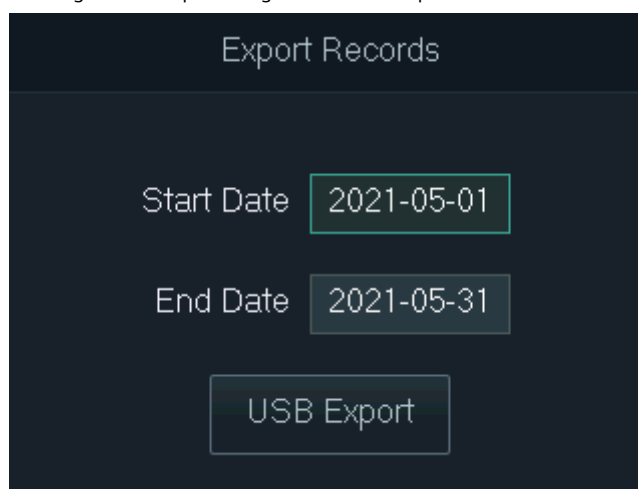 Export Records
Start Date 2021-05-01
End Date 2021-05-31
USB Export